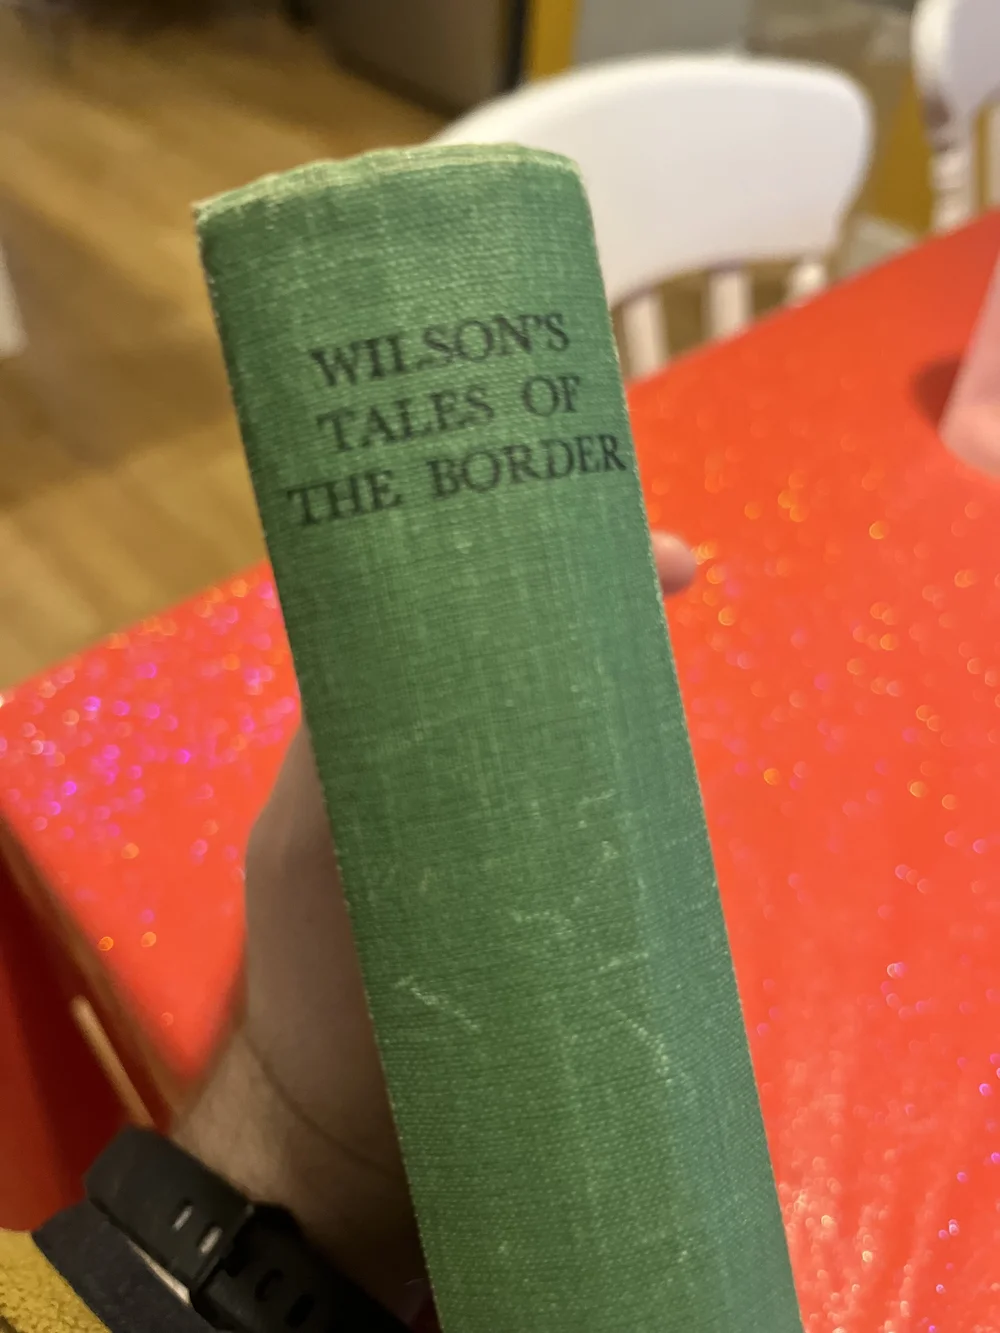 WILSON'S
TALES OF
THE BORDER